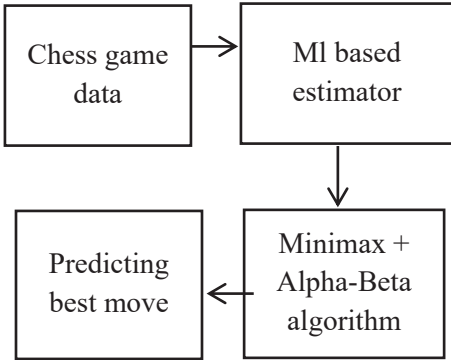 Chess game
data
Ml based
estimator
Minimax +
Alpha-Beta
algorithm
Predicting
best move